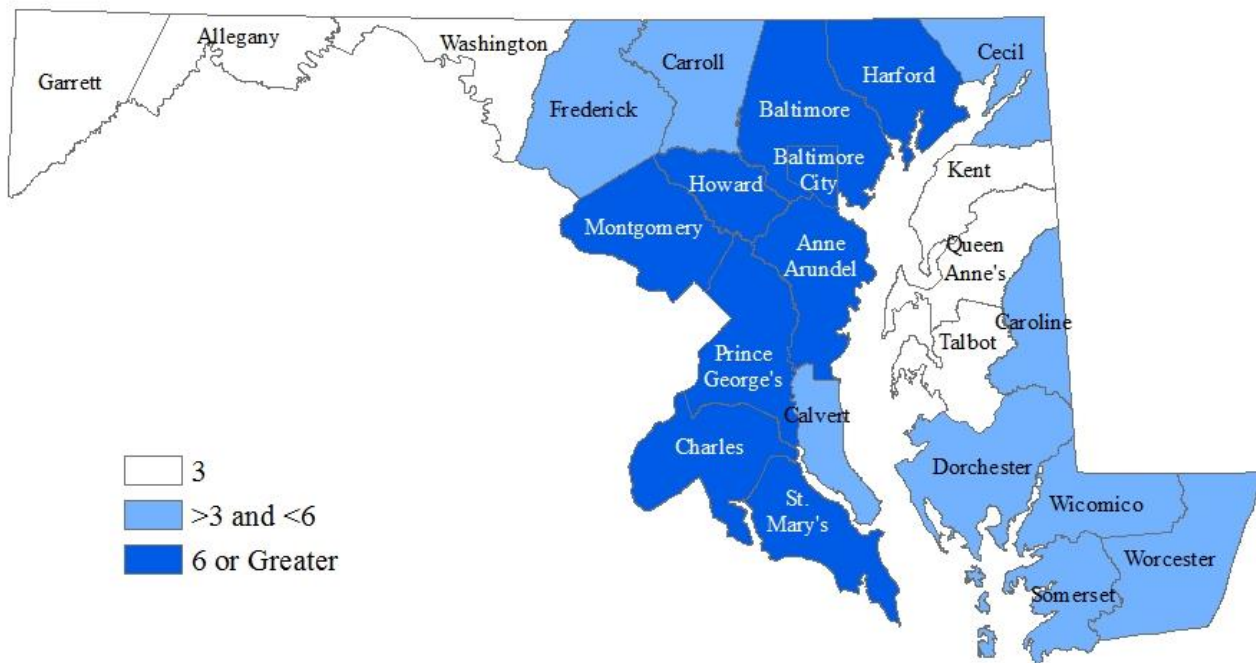 Garrett
Allegany
Washington
Frederick
Carroll
Baltimore
Harford
Cecil
Baltimore
City
Howard
Montgomery
Anne
Arundel
Kent
Queen
Anne's
Talbot
Caroline
Prince
George's
Calvert
Charles
St.
Mary's
Dorchester
Wicomico
Worcester
Somerset
3
>3 and <6
6 or Greater